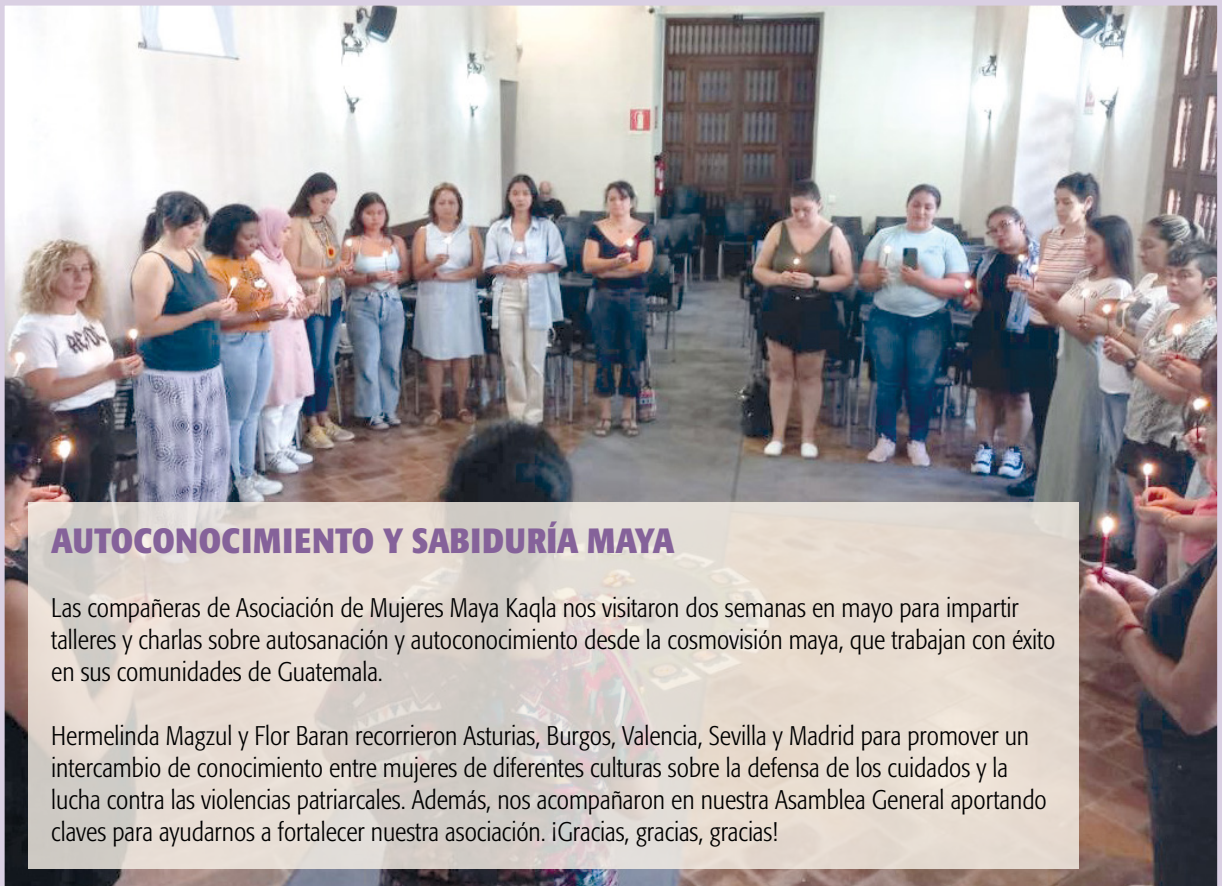 AC/DC
AUTOCONOCIMIENTO Y SABIDURÍA MAYA
Las compañeras de Asociación de Mujeres Maya Kaqla nos visitaron dos semanas en mayo para impartir
talleres y charlas sobre autosanación y autoconocimiento desde la cosmovisión maya, que trabajan con éxito
en sus comunidades de Guatemala.
Hermelinda Magzul y Flor Baran recorrieron Asturias, Burgos, Valencia, Sevilla y Madrid para promover un
intercambio de conocimiento entre mujeres de diferentes culturas sobre la defensa de los cuidados y la
lucha contra las violencias patriarcales. Además, nos acompañaron en nuestra Asamblea General aportando
claves para ayudarnos a fortalecer nuestra asociación. ¡Gracias, gracias, gracias!